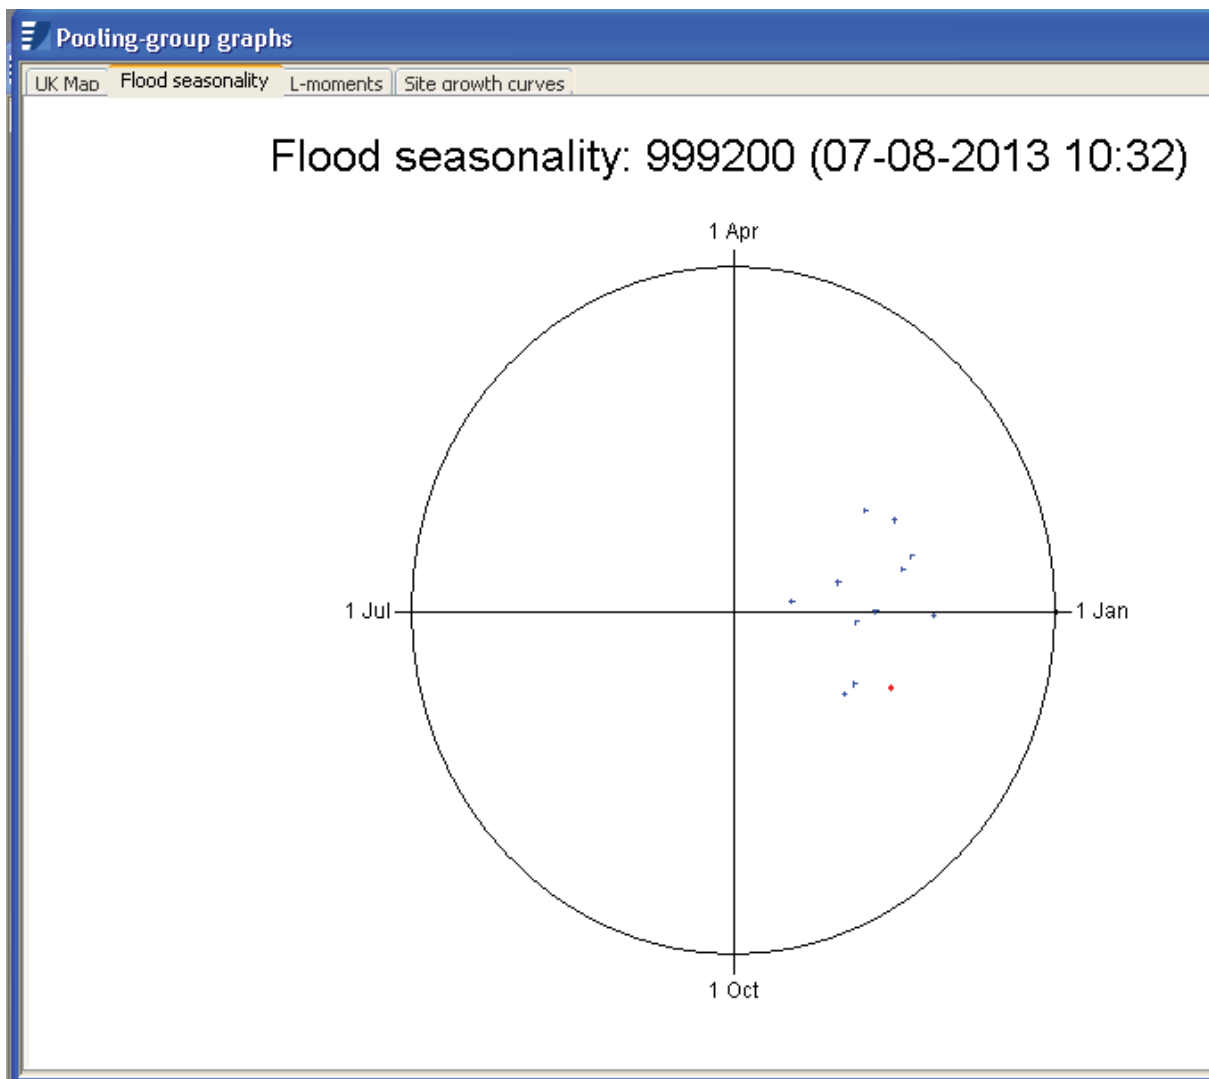 Pooling-group graphs
UK Map Flood seasonality L-moments Site growth curves
Flood seasonality: 999200 (07-08-2013 10:32)
1 Apr
1 Jul 1 Jan
1 Oct